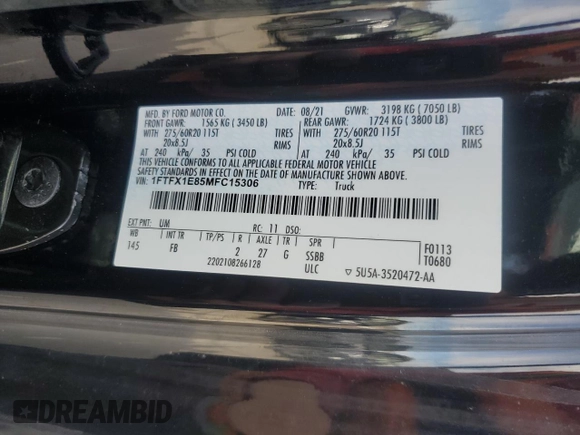 MFD. BY FORD MOTOR CO. 08/21 GVWR: 3198 KG ( 7050 LB)
FRONT GAWR: 1565 KG ( 3450 LB) REAR GAWR: 1724 KG ( 3800 LB)
WITH 275/60R20 115T TIRES WITH 275/60R20 115T TIRES
20x8.5J RIMS 20x8.5J RIMS
AT 240 kPa/ 35 PSI COLD AT 240 kPa/ 35 PSI COLD
THIS VEHICLE CONFORMS TO ALL APPLICABLE FEDERAL MOTOR VEHICLE
SAFETY AND THEFT PREVENTION STANDARDS IN EFFECT ON THE DATE OF
MANUFACTURE SHOWN ABOVE.
VIN: 1FTFX1E85MFC15306 TYPE: Truck
EXT PNT: UM RC: 11 DSO:
WB INT TR TP/PS R AXLE TR SPR F0113
145 FB 2 27 G SSBB T0680
2202108266128 ULC ▽ 5U5A-3520472-AA
DREAMBID